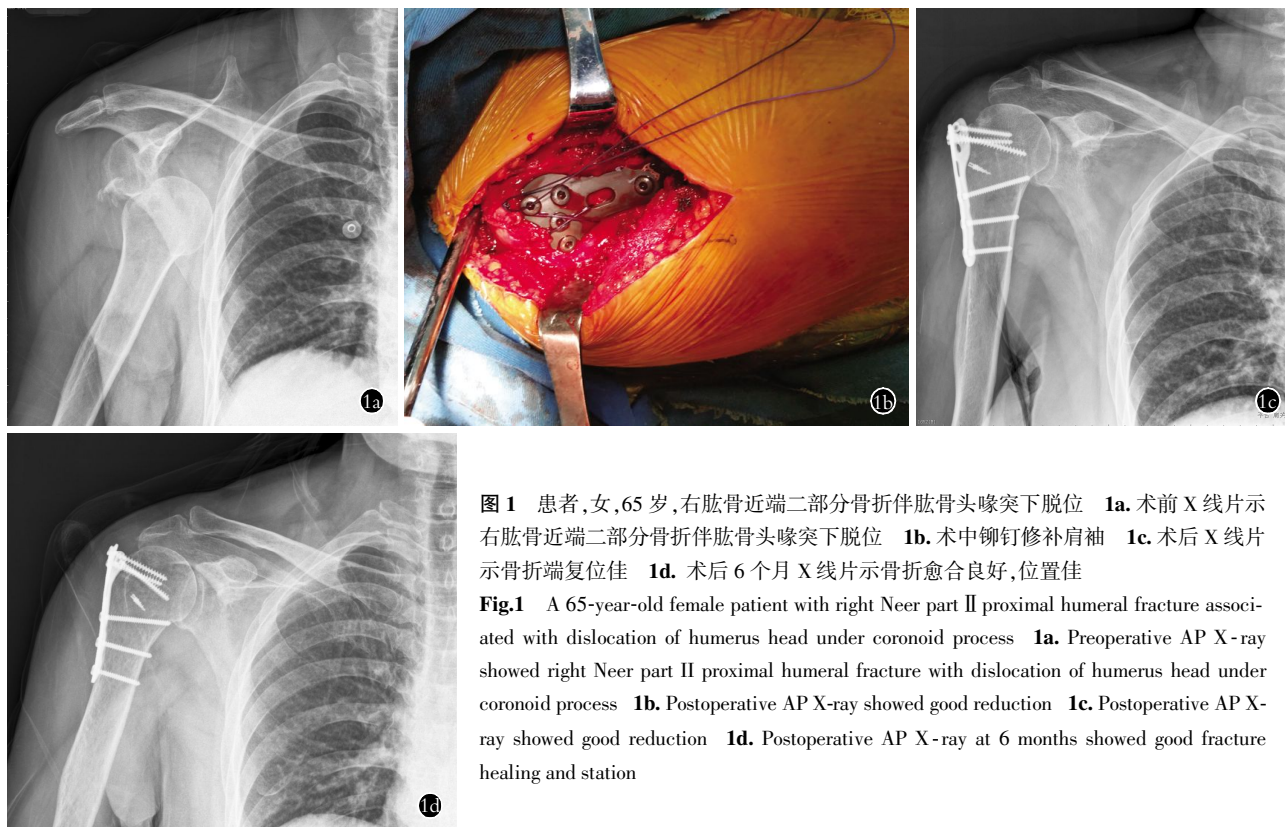 1a
1b
1c
1d
图 1 患者,女,65 岁,右肱骨近端二部分骨折伴肱骨头喙突下脱位 1a. 术前 X 线片示
右肱骨近端二部分骨折伴肱骨头喙突下脱位 1b. 术中铆钉修补肩袖 1c. 术后 X 线片
示骨折端复位佳 1d. 术后 6 个月 X 线片示骨折愈合良好,位置佳
Fig.1 A 65-year-old female patient with right Neer part Ⅱ proximal humeral fracture associ-
ated with dislocation of humerus head under coronoid process 1a. Preoperative AP X-ray
showed right Neer part II proximal humeral fracture with dislocation of humerus head under
coronoid process 1b. Postoperative AP X-ray showed good reduction 1c. Postoperative AP X-
ray showed good reduction 1d. Postoperative AP X-ray at 6 months showed good fracture
healing and station